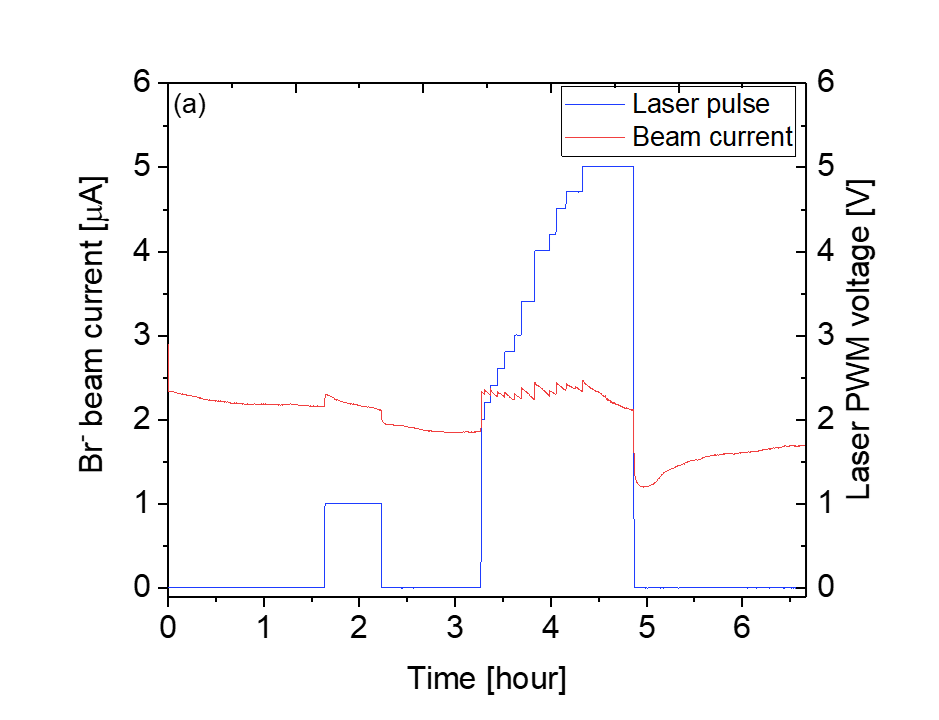 (a)
Laser pulse
Beam current
6
5
4
3
2
1
0
Br⁻ beam current [μA]
6
5
4
3
2
1
0
Laser PWM voltage [V]
0 1 2 3 4 5 6
Time [hour]